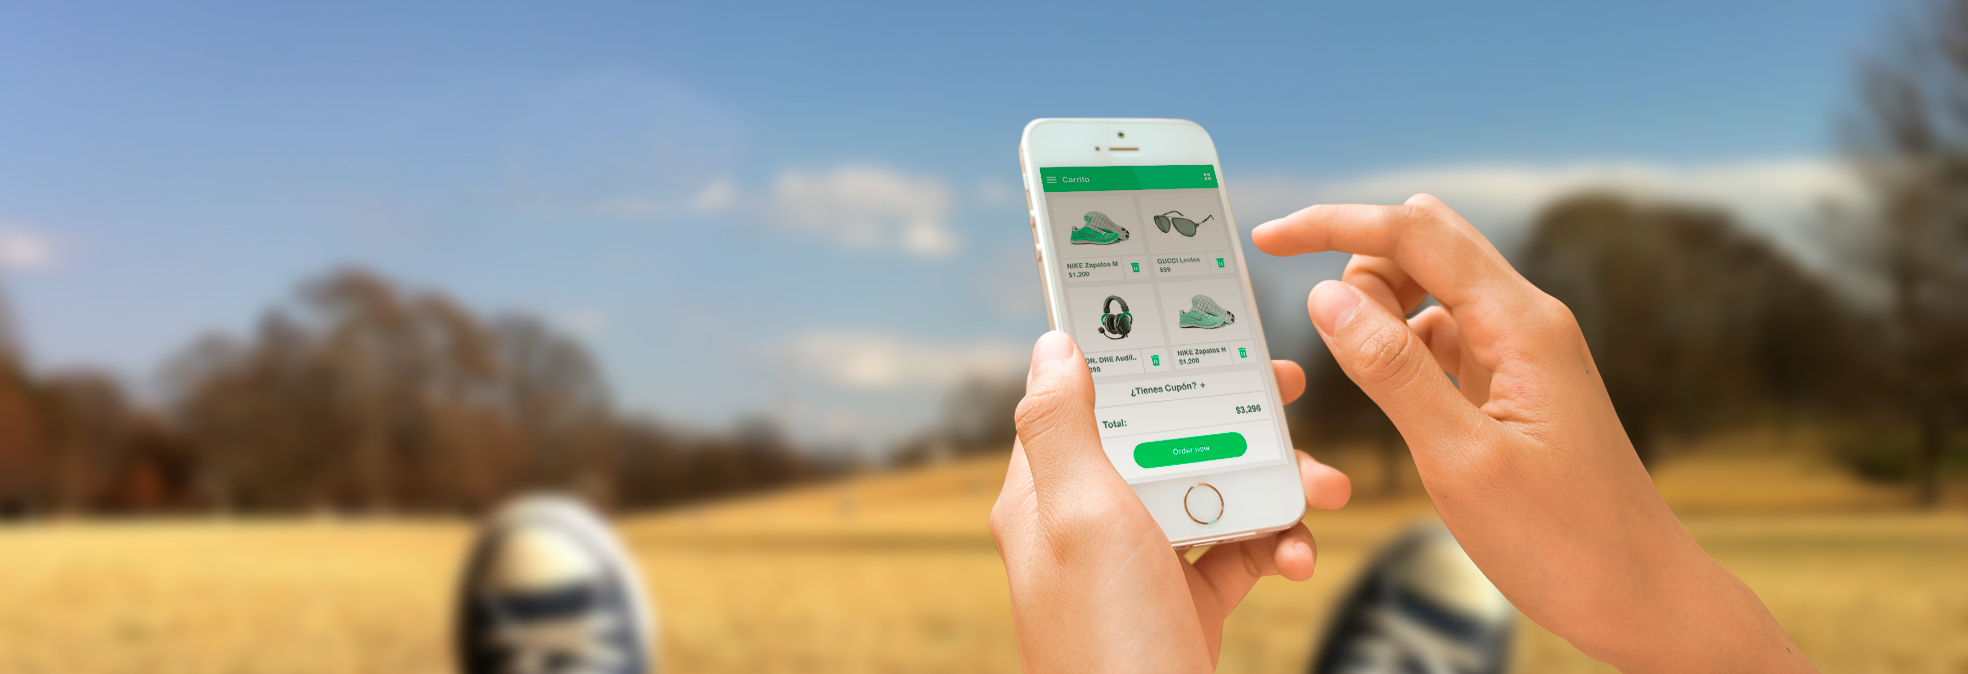 Carrito
NIKE Zapatos M
$1,200
GUCCI Lentes
$99
DR. DRE Audif..
$99
NIKE Zapatos H
$1,200
¿Tienes Cupón? +
Total:
$3,296
Order now